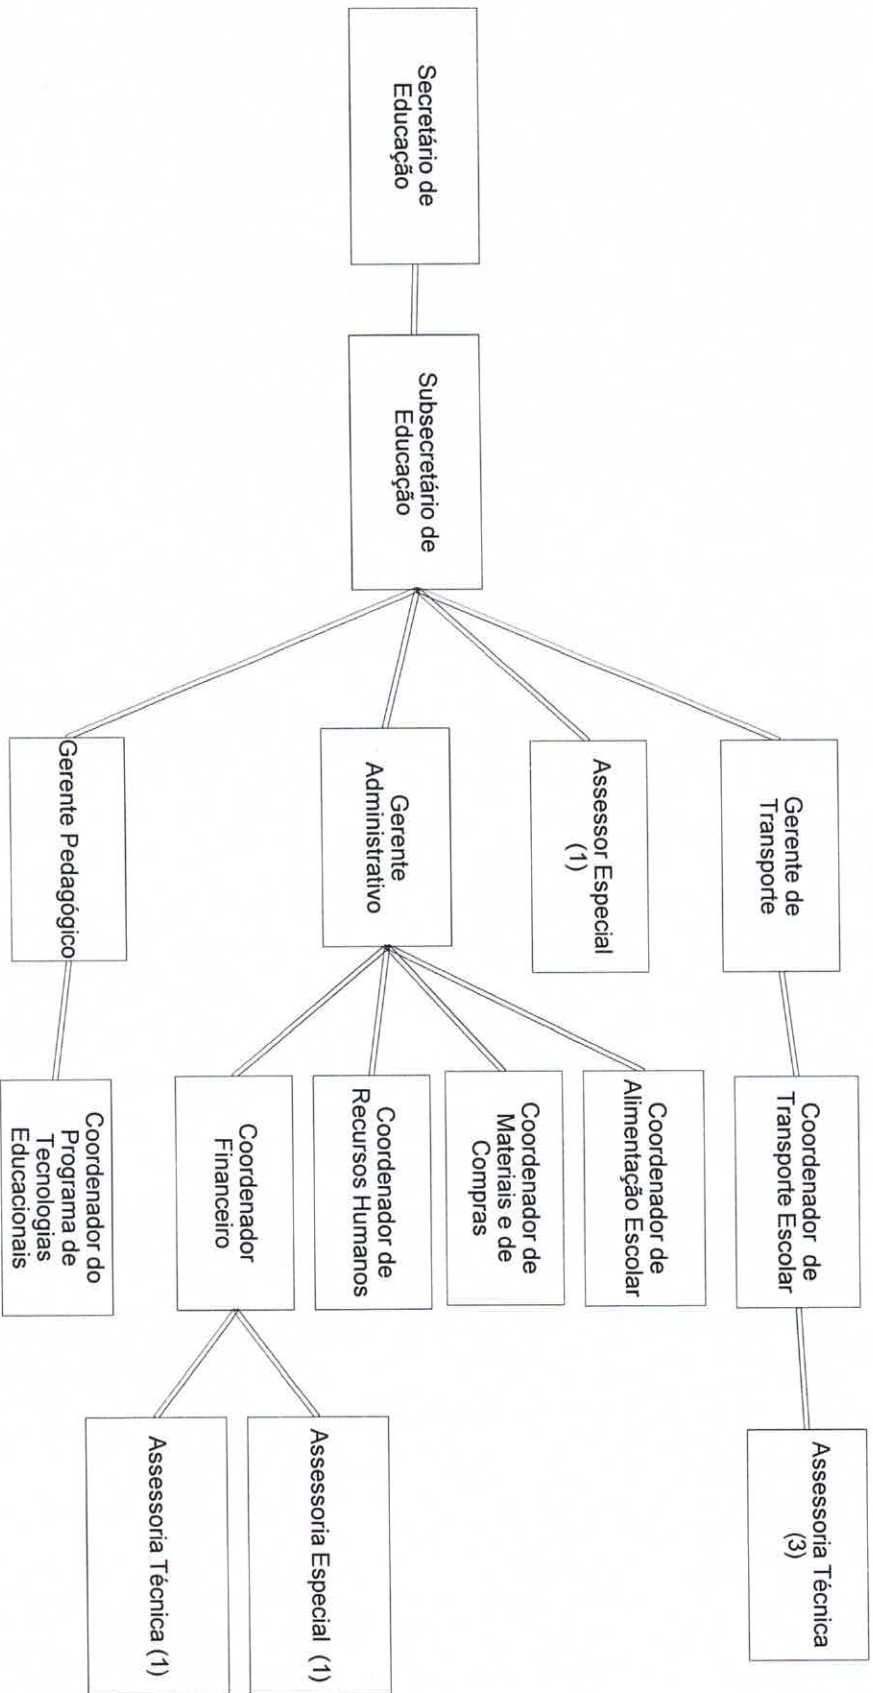 Secretário de
Educação
Subsecretário de
Educação
Gerente de
Transporte
Assessor Especial
(1)
Gerente
Administrativo
Gerente Pedagógico
Coordenador de
Transporte Escolar
Coordenador de
Alimentação Escolar
Coordenador de
Materiais e de
Compras
Coordenador de
Recursos Humanos
Coordenador
Financeiro
Coordenador do
Programa de
Tecnologias
Educacionais
Assessoria Técnica
(3)
Assessoria Especial (1)
Assessoria Técnica (1)